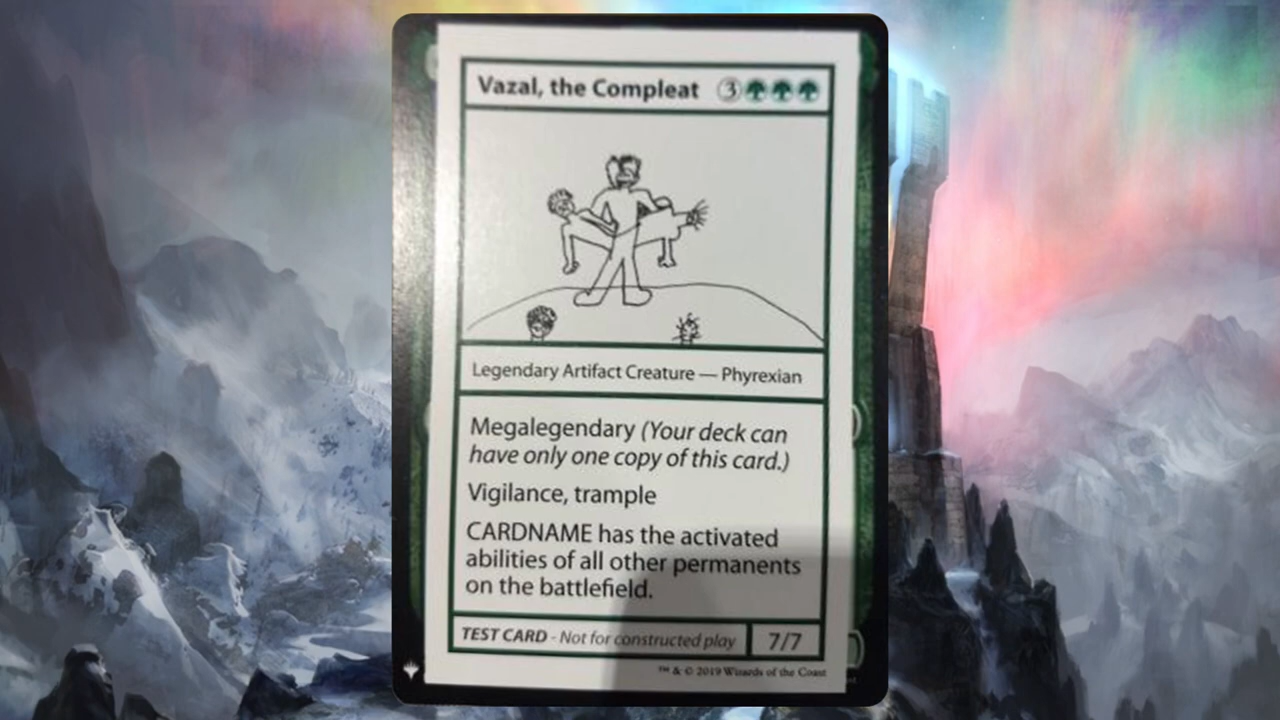 Vazal, the Compleat 3
Legendary Artifact Creature — Phyrexian
Megalegendary (Your deck can
have only one copy of this card.)
Vigilance, trample
CARDNAME has the activated
abilities of all other permanents
on the battlefield.
TEST CARD - Not for constructed play 7/7
™ & © 2019 Wizards of the Coast